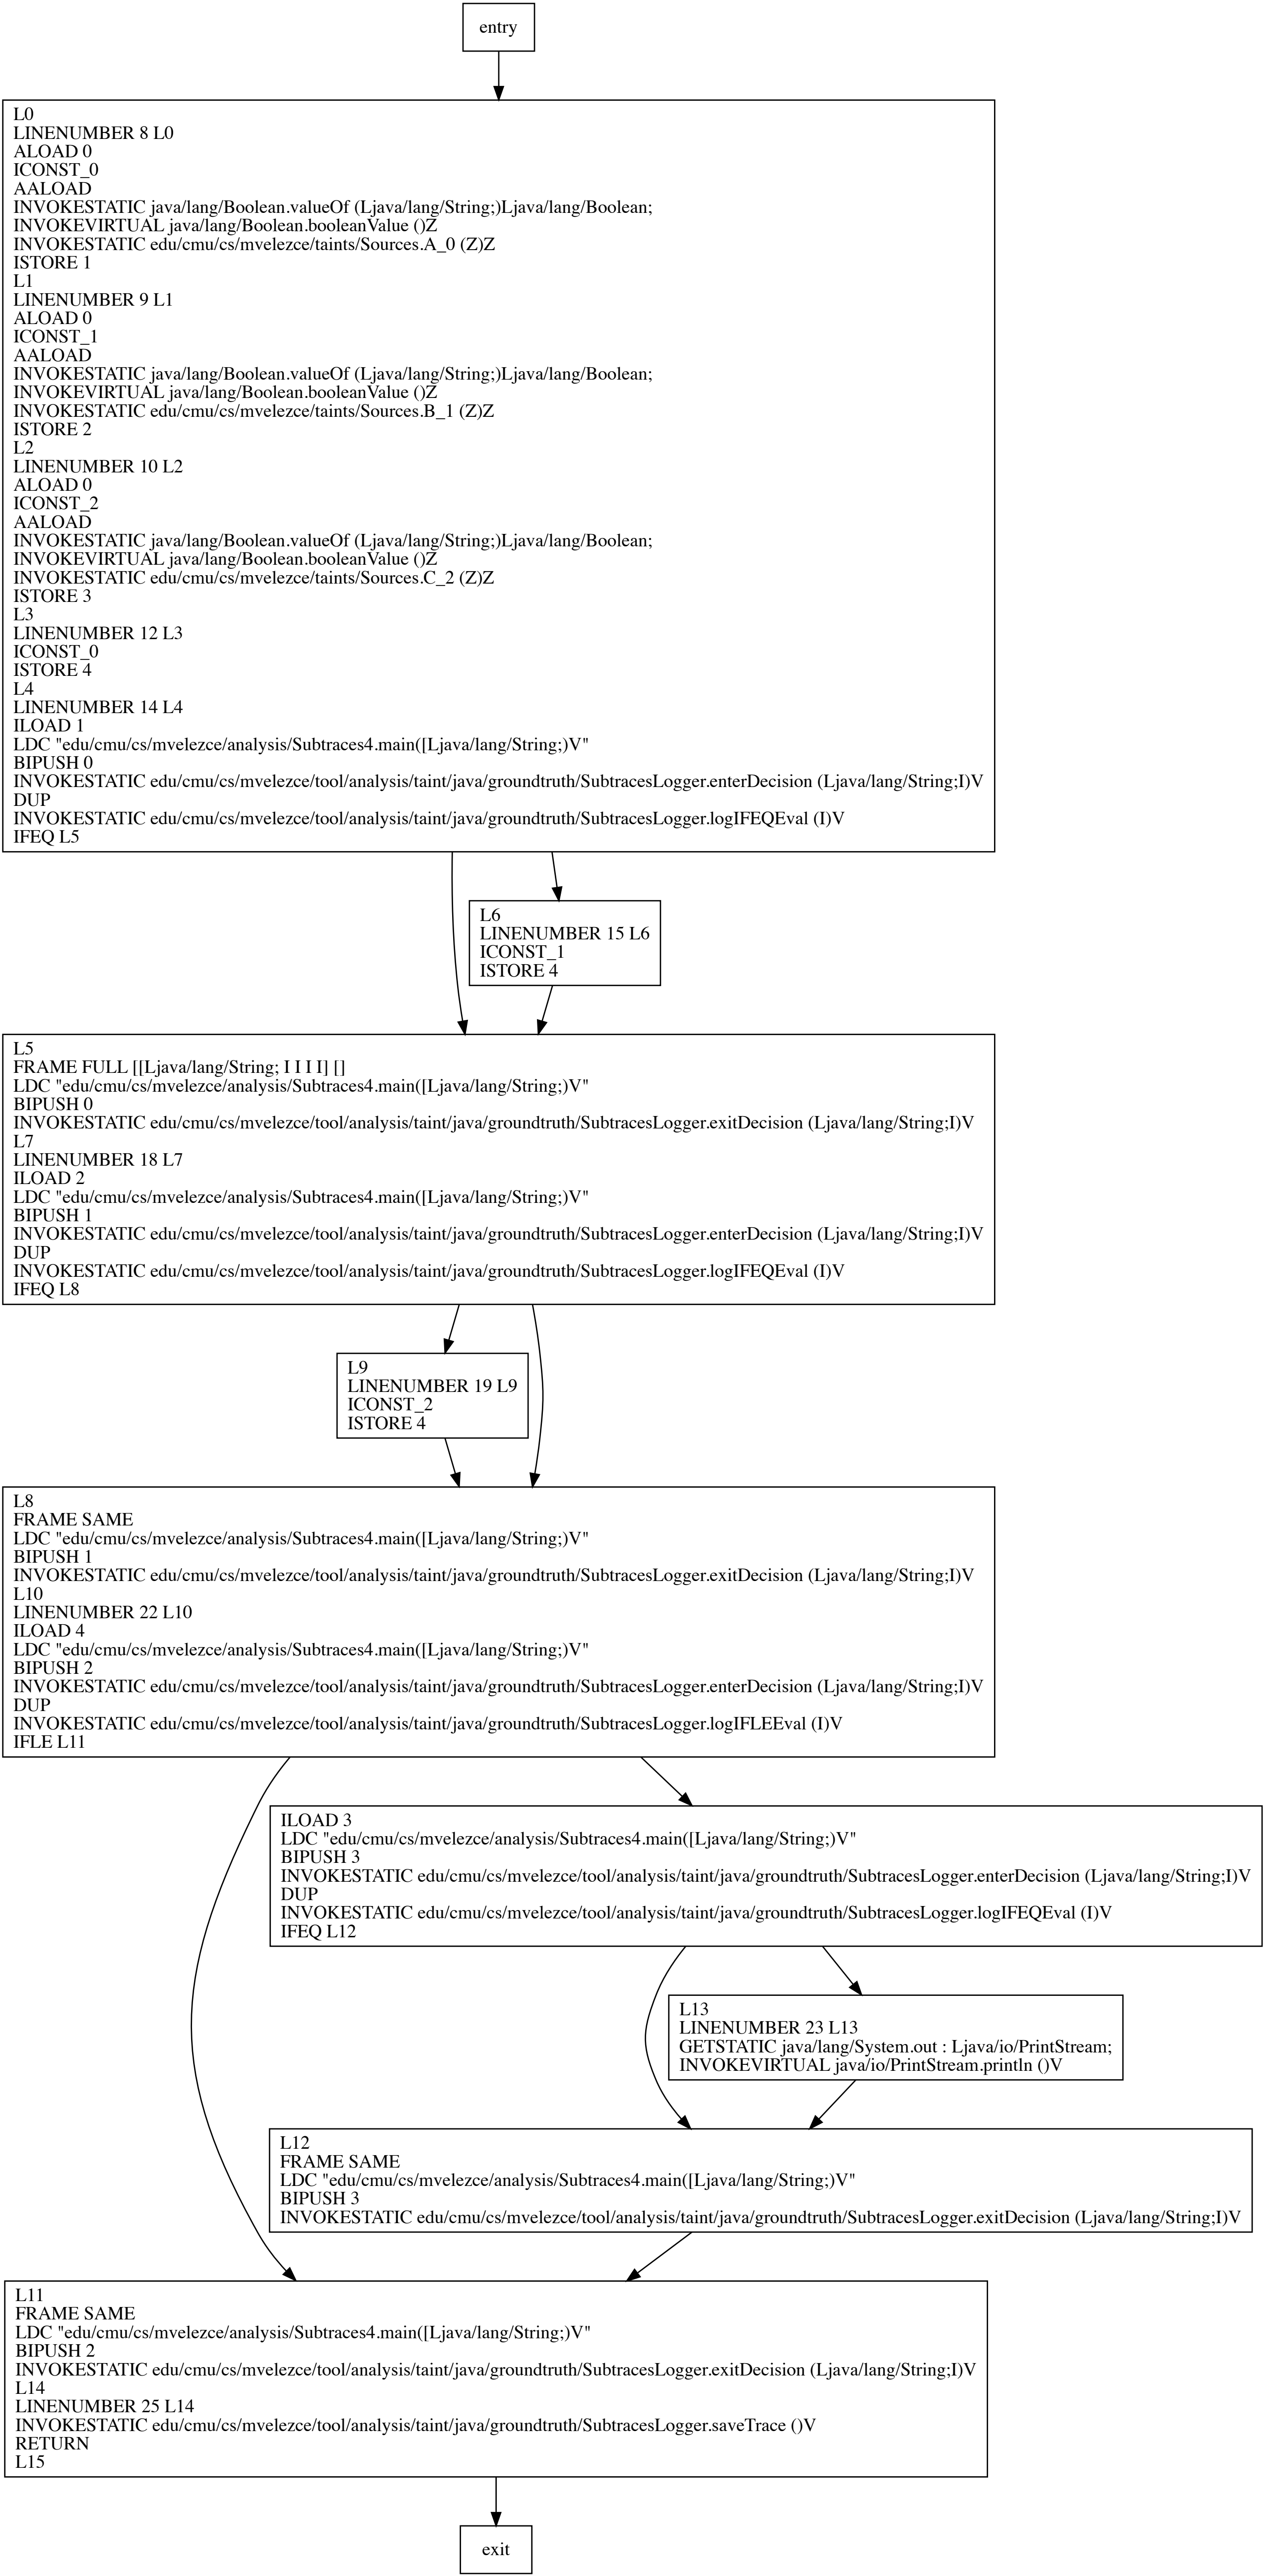 entry
L0
LINENUMBER 8 L0
ALOAD 0
ICONST_0
AALOAD
INVOKESTATIC java/lang/Boolean.valueOf (Ljava/lang/String;)Ljava/lang/Boolean;
INVOKEVIRTUAL java/lang/Boolean.booleanValue ()Z
INVOKESTATIC edu/cmu/cs/mvelezce/taints/Sources.A_0 (Z)Z
ISTORE 1
L1
LINENUMBER 9 L1
ALOAD 0
ICONST_1
AALOAD
INVOKESTATIC java/lang/Boolean.valueOf (Ljava/lang/String;)Ljava/lang/Boolean;
INVOKEVIRTUAL java/lang/Boolean.booleanValue ()Z
INVOKESTATIC edu/cmu/cs/mvelezce/taints/Sources.B_1 (Z)Z
ISTORE 2
L2
LINENUMBER 10 L2
ALOAD 0
ICONST_2
AALOAD
INVOKESTATIC java/lang/Boolean.valueOf (Ljava/lang/String;)Ljava/lang/Boolean;
INVOKEVIRTUAL java/lang/Boolean.booleanValue ()Z
INVOKESTATIC edu/cmu/cs/mvelezce/taints/Sources.C_2 (Z)Z
ISTORE 3
L3
LINENUMBER 12 L3
ICONST_0
ISTORE 4
L4
LINENUMBER 14 L4
ILOAD 1
LDC "edu/cmu/cs/mvelezce/analysis/Subtraces4.main([Ljava/lang/String;)V"
BIPUSH 0
INVOKESTATIC edu/cmu/cs/mvelezce/tool/analysis/taint/java/groundtruth/SubtracesLogger.enterDecision (Ljava/lang/String;I)V
DUP
INVOKESTATIC edu/cmu/cs/mvelezce/tool/analysis/taint/java/groundtruth/SubtracesLogger.logIFEQEval (I)V
IFEQ L5
L6
LINENUMBER 15 L6
ICONST_1
ISTORE 4
L5
FRAME FULL [[Ljava/lang/String; I I I I] []
LDC "edu/cmu/cs/mvelezce/analysis/Subtraces4.main([Ljava/lang/String;)V"
BIPUSH 0
INVOKESTATIC edu/cmu/cs/mvelezce/tool/analysis/taint/java/groundtruth/SubtracesLogger.exitDecision (Ljava/lang/String;I)V
L7
LINENUMBER 18 L7
ILOAD 2
LDC "edu/cmu/cs/mvelezce/analysis/Subtraces4.main([Ljava/lang/String;)V"
BIPUSH 1
INVOKESTATIC edu/cmu/cs/mvelezce/tool/analysis/taint/java/groundtruth/SubtracesLogger.enterDecision (Ljava/lang/String;I)V
DUP
INVOKESTATIC edu/cmu/cs/mvelezce/tool/analysis/taint/java/groundtruth/SubtracesLogger.logIFEQEval (I)V
IFEQ L8
L9
LINENUMBER 19 L9
ICONST_2
ISTORE 4
L8
FRAME SAME
LDC "edu/cmu/cs/mvelezce/analysis/Subtraces4.main([Ljava/lang/String;)V"
BIPUSH 1
INVOKESTATIC edu/cmu/cs/mvelezce/tool/analysis/taint/java/groundtruth/SubtracesLogger.exitDecision (Ljava/lang/String;I)V
L10
LINENUMBER 22 L10
ILOAD 4
LDC "edu/cmu/cs/mvelezce/analysis/Subtraces4.main([Ljava/lang/String;)V"
BIPUSH 2
INVOKESTATIC edu/cmu/cs/mvelezce/tool/analysis/taint/java/groundtruth/SubtracesLogger.enterDecision (Ljava/lang/String;I)V
DUP
INVOKESTATIC edu/cmu/cs/mvelezce/tool/analysis/taint/java/groundtruth/SubtracesLogger.logIFLEEval (I)V
IFLE L11
ILOAD 3
LDC "edu/cmu/cs/mvelezce/analysis/Subtraces4.main([Ljava/lang/String;)V"
BIPUSH 3
INVOKESTATIC edu/cmu/cs/mvelezce/tool/analysis/taint/java/groundtruth/SubtracesLogger.enterDecision (Ljava/lang/String;I)V
DUP
INVOKESTATIC edu/cmu/cs/mvelezce/tool/analysis/taint/java/groundtruth/SubtracesLogger.logIFEQEval (I)V
IFEQ L12
L13
LINENUMBER 23 L13
GETSTATIC java/lang/System.out : Ljava/io/PrintStream;
INVOKEVIRTUAL java/io/PrintStream.println ()V
L12
FRAME SAME
LDC "edu/cmu/cs/mvelezce/analysis/Subtraces4.main([Ljava/lang/String;)V"
BIPUSH 3
INVOKESTATIC edu/cmu/cs/mvelezce/tool/analysis/taint/java/groundtruth/SubtracesLogger.exitDecision (Ljava/lang/String;I)V
L11
FRAME SAME
LDC "edu/cmu/cs/mvelezce/analysis/Subtraces4.main([Ljava/lang/String;)V"
BIPUSH 2
INVOKESTATIC edu/cmu/cs/mvelezce/tool/analysis/taint/java/groundtruth/SubtracesLogger.exitDecision (Ljava/lang/String;I)V
L14
LINENUMBER 25 L14
INVOKESTATIC edu/cmu/cs/mvelezce/tool/analysis/taint/java/groundtruth/SubtracesLogger.saveTrace ()V
RETURN
L15
exit